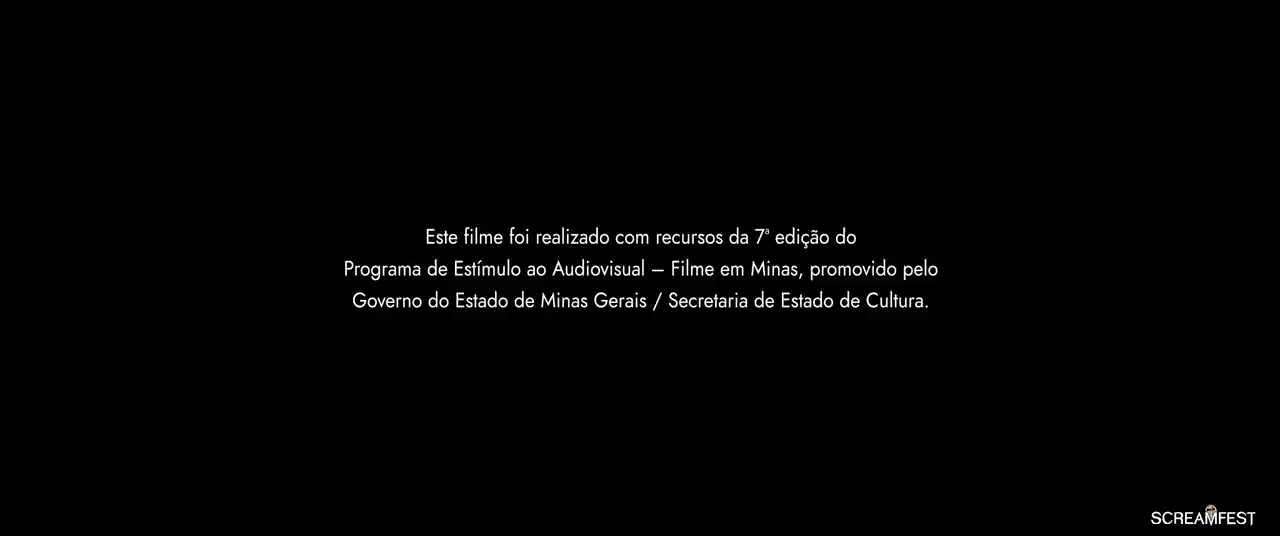 Este filme foi realizado com recursos da 7ª edição do
Programa de Estímulo ao Audiovisual – Filme em Minas, promovido pelo
Governo do Estado de Minas Gerais / Secretaria de Estado de Cultura.
SCREAMFEST